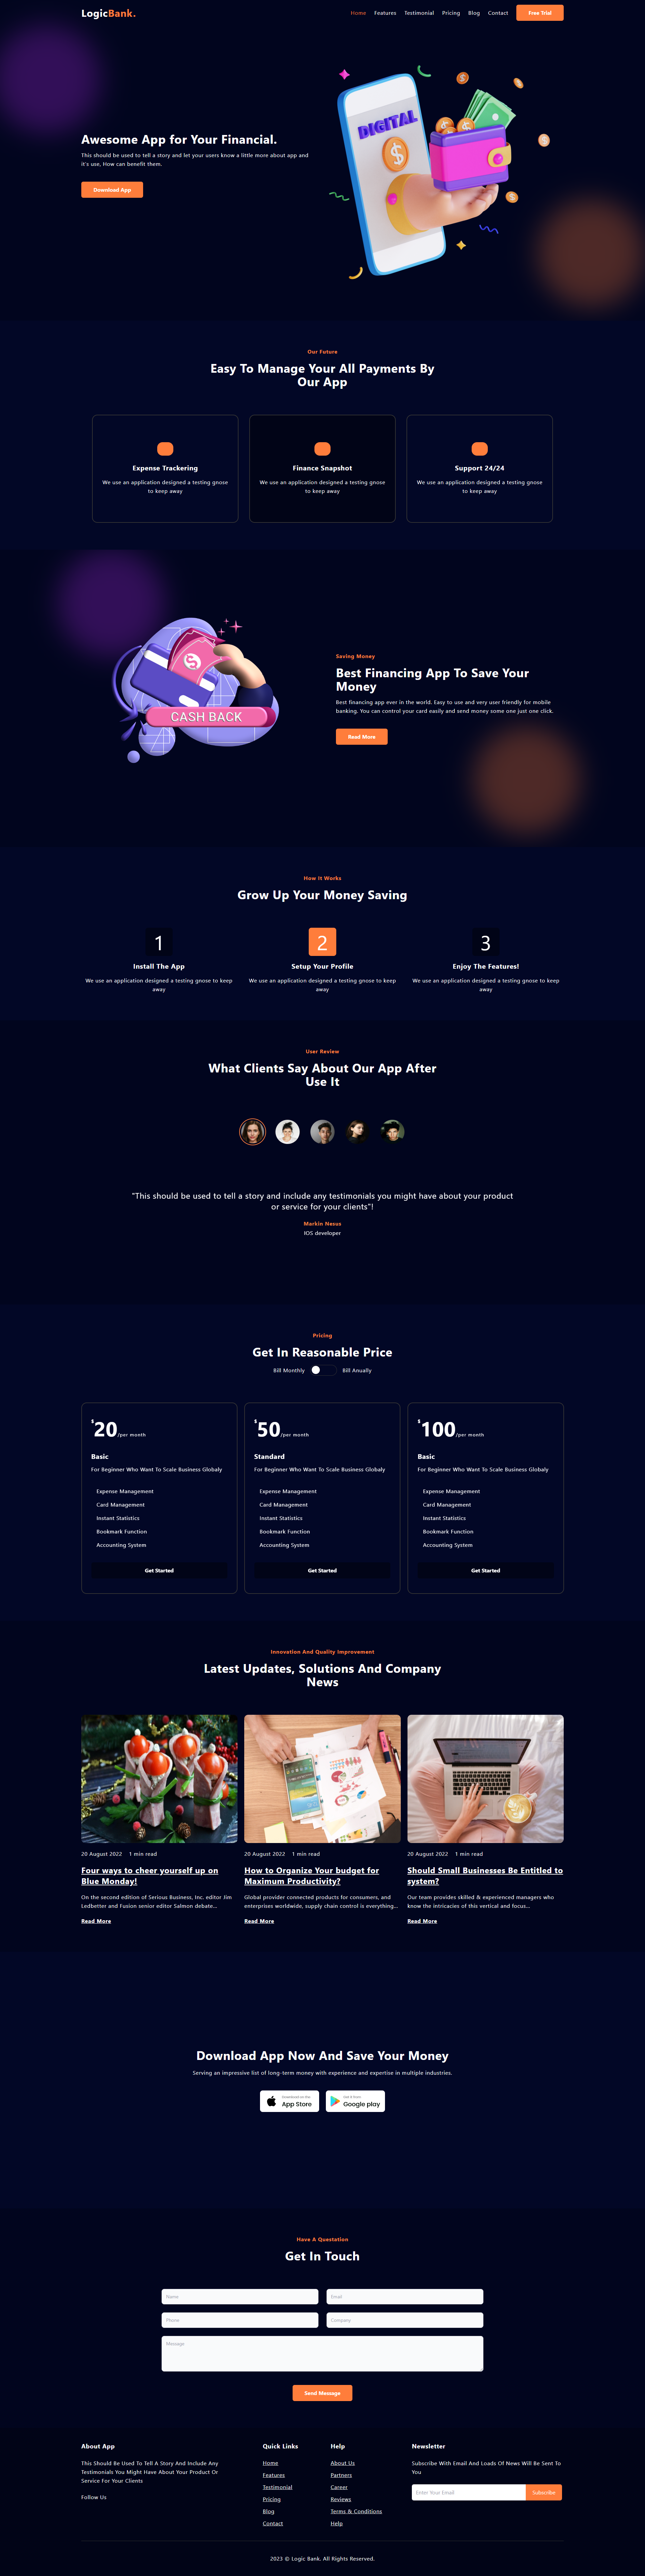 LogicBank.
Home Features Testimonial Pricing Blog Contact Free Trial
Awesome App for Your Financial.
This should be used to tell a story and let your users know a little more about app and
it's use, How can benefit them.
Download App
DIGITAL
Our Future
Easy To Manage Your All Payments By
Our App
Expense Trackering
We use an application designed a testing gnose
to keep away
Finance Snapshot
We use an application designed a testing gnose
to keep away
Support 24/24
We use an application designed a testing gnose
to keep away
CASH BACK
Saving Money
Best Financing App To Save Your
Money
Best financing app ever in the world. Easy to use and very user friendly for mobile
banking. You can control your card easily and send money some one just one click.
Read More
How it Works
Grow Up Your Money Saving
1
Install The App
We use an application designed a testing gnose to keep
away
2
Setup Your Profile
We use an application designed a testing gnose to keep
away
3
Enjoy The Features!
We use an application designed a testing gnose to keep
away
User Review
What Clients Say About Our App After
Use It
"This should be used to tell a story and include any testimonials you might have about your product
or service for your clients"!
Markin Nesus
IOS developer
Pricing
Get In Reasonable Price
Bill Monthly Bill Anually
$20/per month
Basic
For Beginner Who Want To Scale Business Globaly
Expense Management
Card Management
Instant Statistics
Bookmark Function
Accounting System
Get Started
$50/per month
Standard
For Beginner Who Want To Scale Business Globaly
Expense Management
Card Management
Instant Statistics
Bookmark Function
Accounting System
Get Started
$100/per month
Basic
For Beginner Who Want To Scale Business Globaly
Expense Management
Card Management
Instant Statistics
Bookmark Function
Accounting System
Get Started
Innovation And Quality Improvement
Latest Updates, Solutions And Company
News
20 August 2022 1 min read
Four ways to cheer yourself up on
Blue Monday!
On the second edition of Serious Business, Inc. editor Jim
Ledbetter and Fusion senior editor Salmon debate...
Read More
20 August 2022 1 min read
How to Organize Your budget for
Maximum Productivity?
Global provider connected products for consumers, and
enterprises worldwide, supply chain control is everything...
Read More
20 August 2022 1 min read
Should Small Businesses Be Entitled to
system?
Our team provides skilled & experienced managers who
know the intricacies of this vertical and focus...
Read More
Download App Now And Save Your Money
Serving an impressive list of long-term money with experience and expertise in multiple industries.
Download on the
App Store
Get it from
Google play
Have A Questation
Get In Touch
Name
Email
Phone
Company
Message
Send Message
About App
This Should Be Used To Tell A Story And Include Any
Testimonials You Might Have About Your Product Or
Service For Your Clients
Follow Us
Quick Links
Home
Features
Testimonial
Pricing
Blog
Contact
Help
About Us
Partners
Career
Reviews
Terms & Conditions
Help
Newsletter
Subscribe With Email And Loads Of News Will Be Sent To
You
Enter Your Email
Subscribe
2023 © Logic Bank. All Rights Reserved.